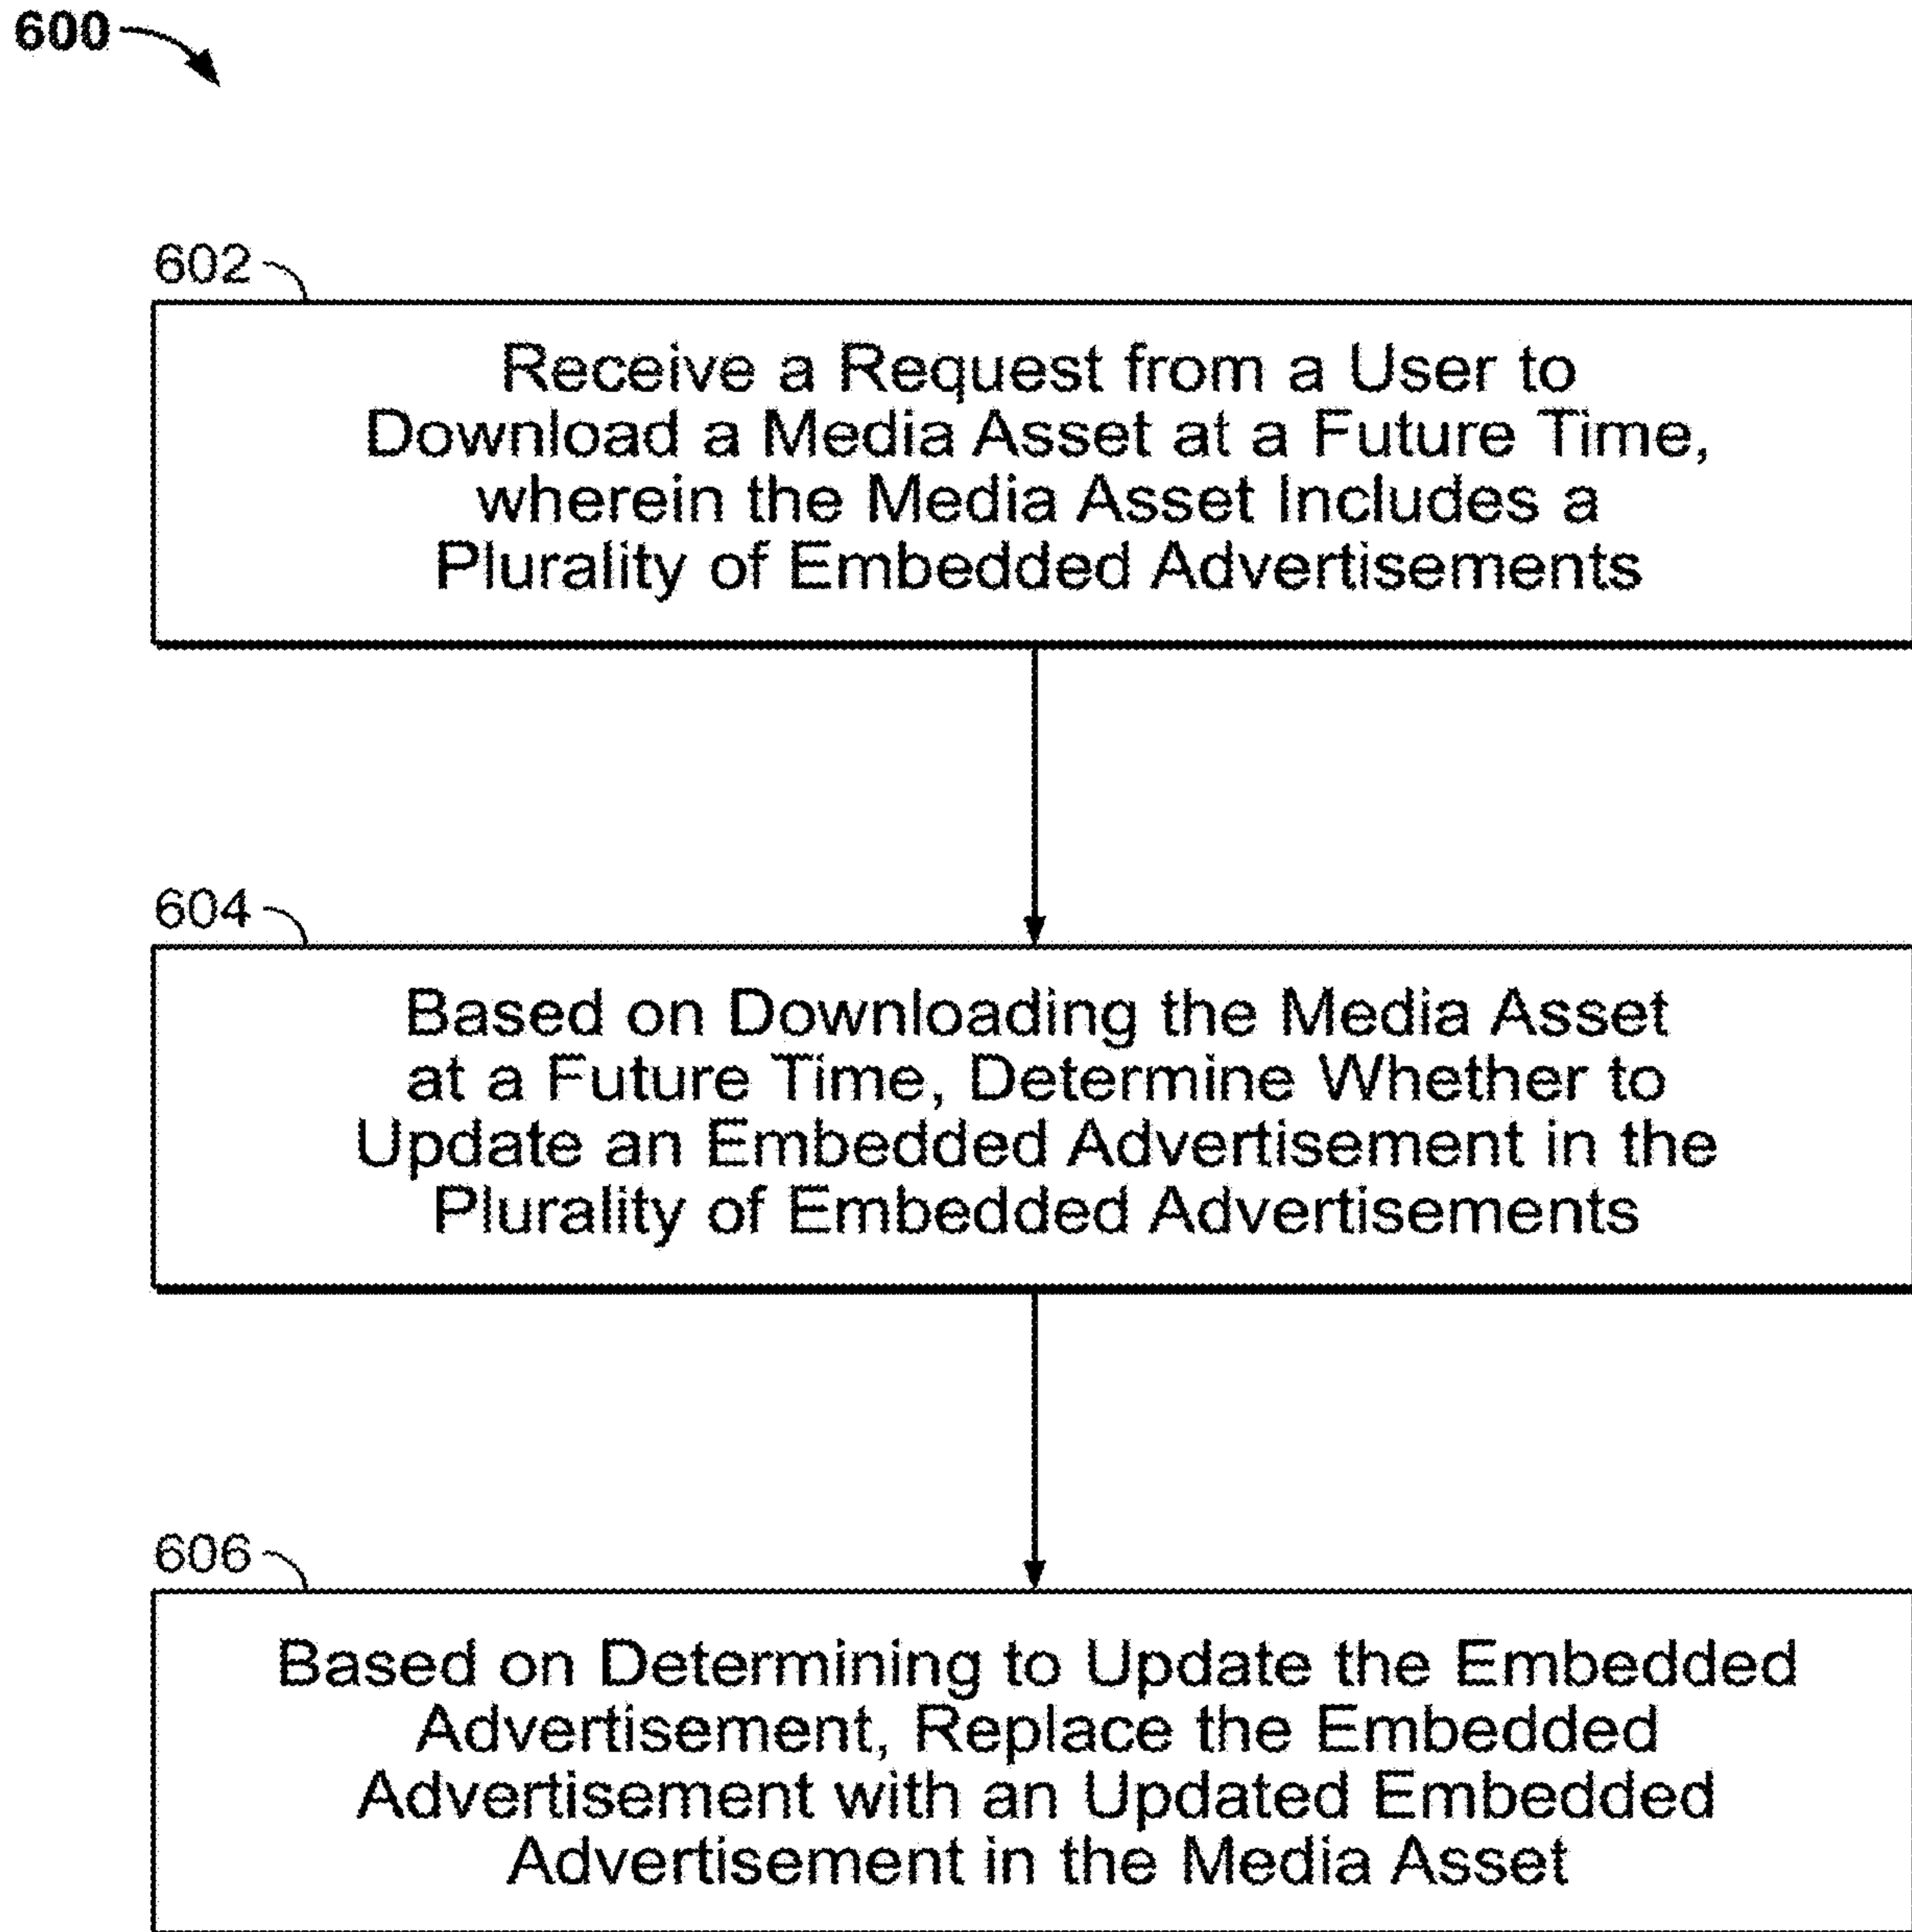 600
602
Receive a Request from a User to
Download a Media Asset at a Future Time,
wherein the Media Asset Includes a
Plurality of Embedded Advertisements
604
Based on Downloading the Media Asset
at a Future Time, Determine Whether to
Update an Embedded Advertisement in the
Plurality of Embedded Advertisements
606
Based on Determining to Update the Embedded
Advertisement, Replace the Embedded
Advertisement with an Updated Embedded
Advertisement in the Media Asset